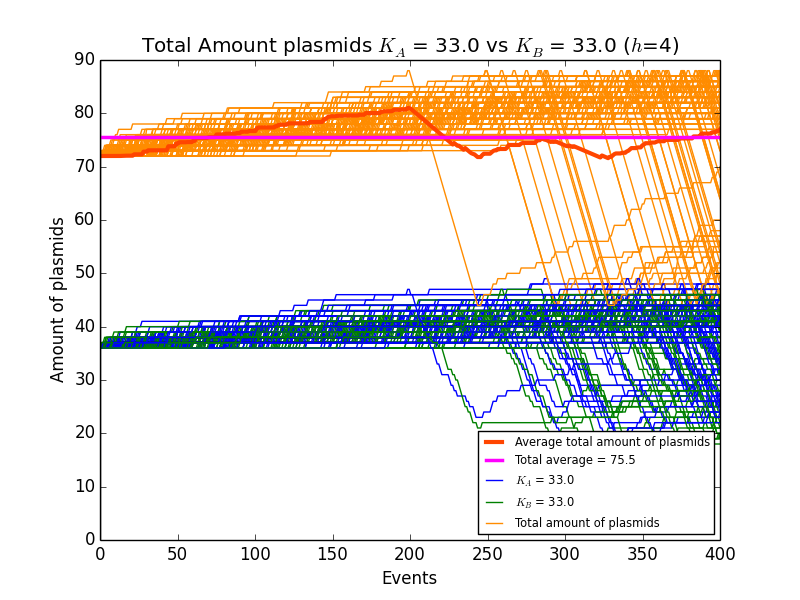 Total Amount plasmids K_A = 33.0 vs K_B = 33.0 (h=4)
90
80
70
60
50
40
30
20
10
0
Amount of plasmids
Average total amount of plasmids
Total average = 75.5
K_A = 33.0
K_B = 33.0
Total amount of plasmids
0 50 100 150 200 250 300 350 400
Events